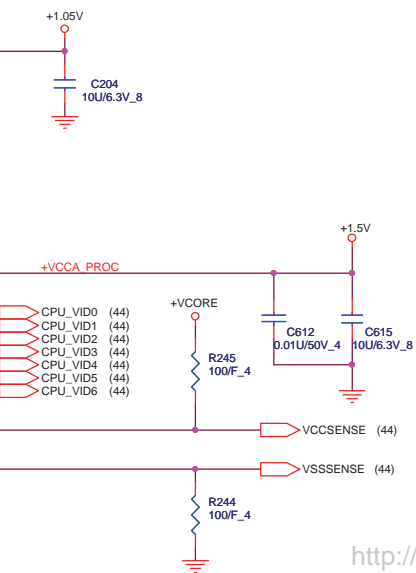 +1.05V
C204
10U/6.3V_8
+1.5V
+VCCA_PROC
+VCORE
CPU_VID0 (44)
CPU_VID1 (44)
CPU_VID2 (44)
CPU_VID3 (44)
CPU_VID4 (44)
CPU_VID5 (44)
CPU_VID6 (44)
C612
0.01U/50V_4
C615
10U/6.3V_8
R245
100/F_4
VCCSENSE (44)
VSSSENSE (44)
R244
100/F_4
http://